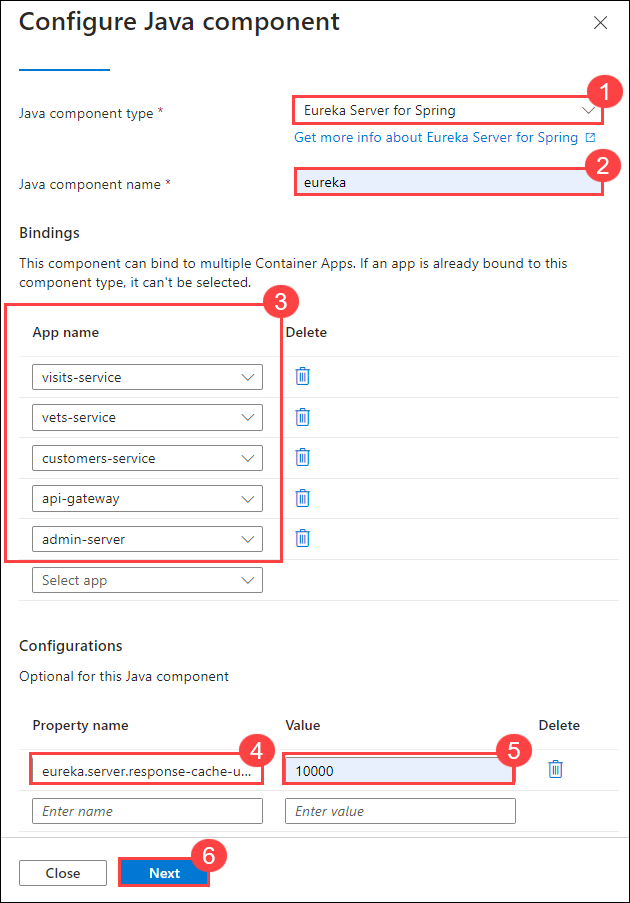 Configure Java component
1
Java component type *
Eureka Server for Spring
Get more info about Eureka Server for Spring
2
Java component name *
eureka
Bindings
This component can bind to multiple Container Apps. If an app is already bound to this
component type, it can't be selected.
3
App name Delete
visits-service
vets-service
customers-service
api-gateway
admin-server
Select app
Configurations
Optional for this Java component
Property name Value Delete
4 5
eureka.server.response-cache-u... 10000
Enter name Enter value
6
Close Next